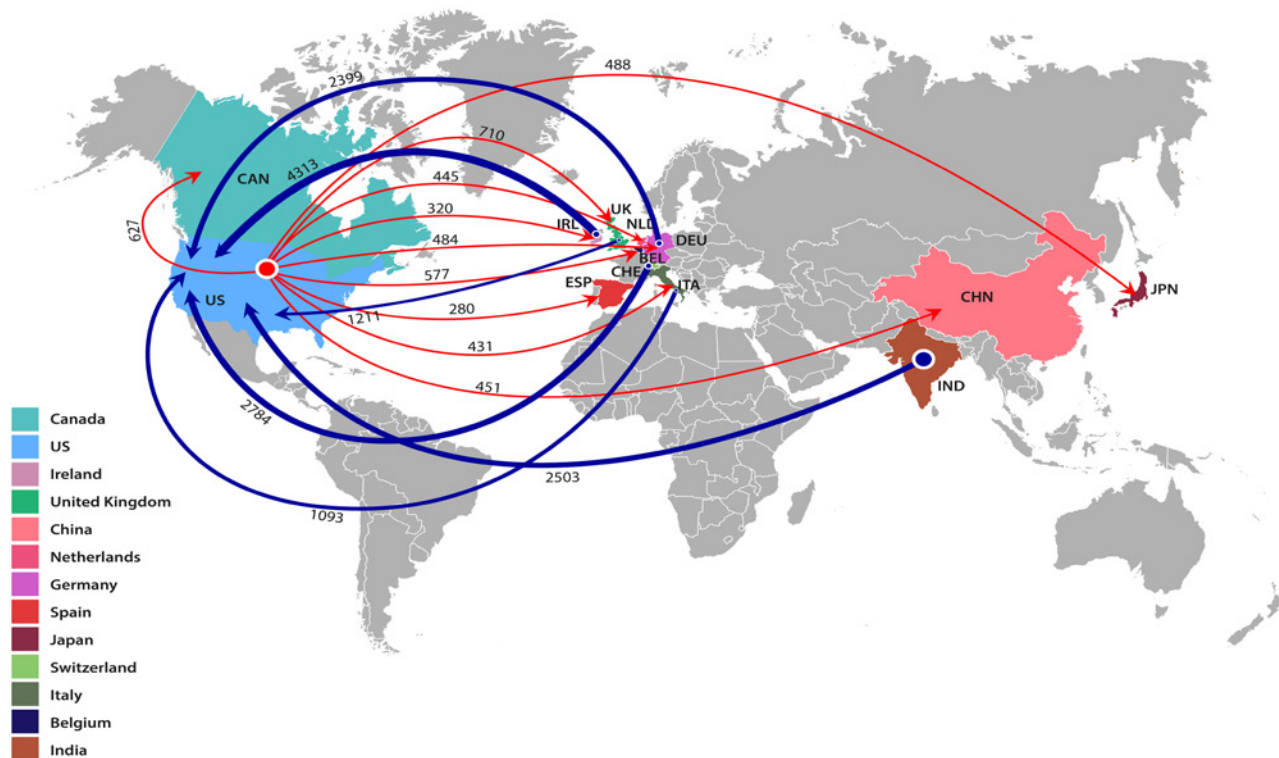 2399
488
710
4313
CAN
445
UK
627
320
IRL
NLD
DEU
484
BEL
577
CHE
ESP
ITA
US
CHN
JPN
1211
280
431
451
IND
2784
2503
1093
Canada
US
Ireland
United Kingdom
China
Netherlands
Germany
Spain
Japan
Switzerland
Italy
Belgium
India